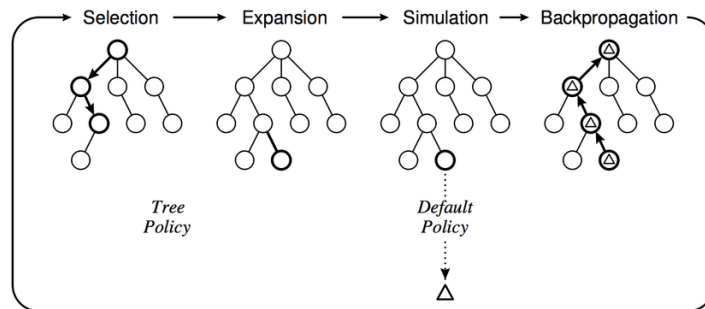 Selection
Expansion
Simulation
Backpropagation
Tree
Policy
Default
Policy